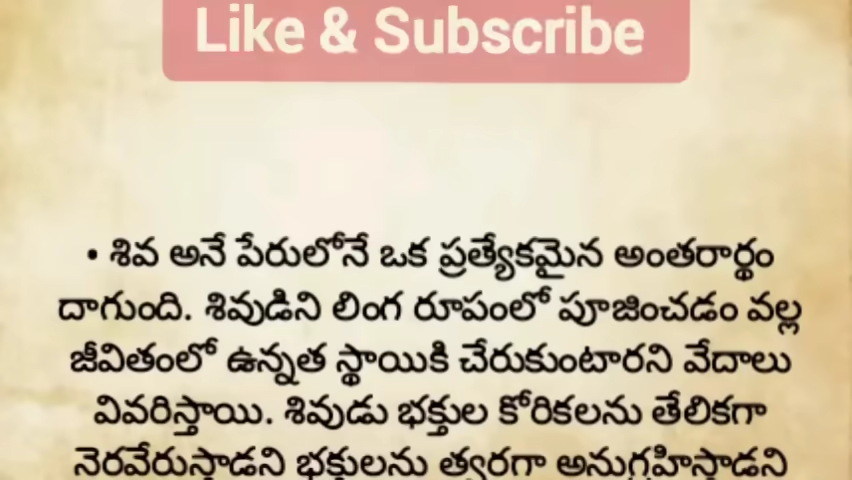 Like & Subscribe
• శివ అనే పేరులోనే ఒక ప్రత్యేకమైన అంతరార్థం
దాగుంది. శివుడిని లింగ రూపంలో పూజించడం వల్ల
జీవితంలో ఉన్నత స్థాయికి చేరుకుంటారని వేదాలు
వివరిస్తాయి. శివుడు భక్తుల కోరికలను తేలికగా
నెరవేరుస్తాడని భక్తులను త్వరగా అనుగ్రహిస్తాడని